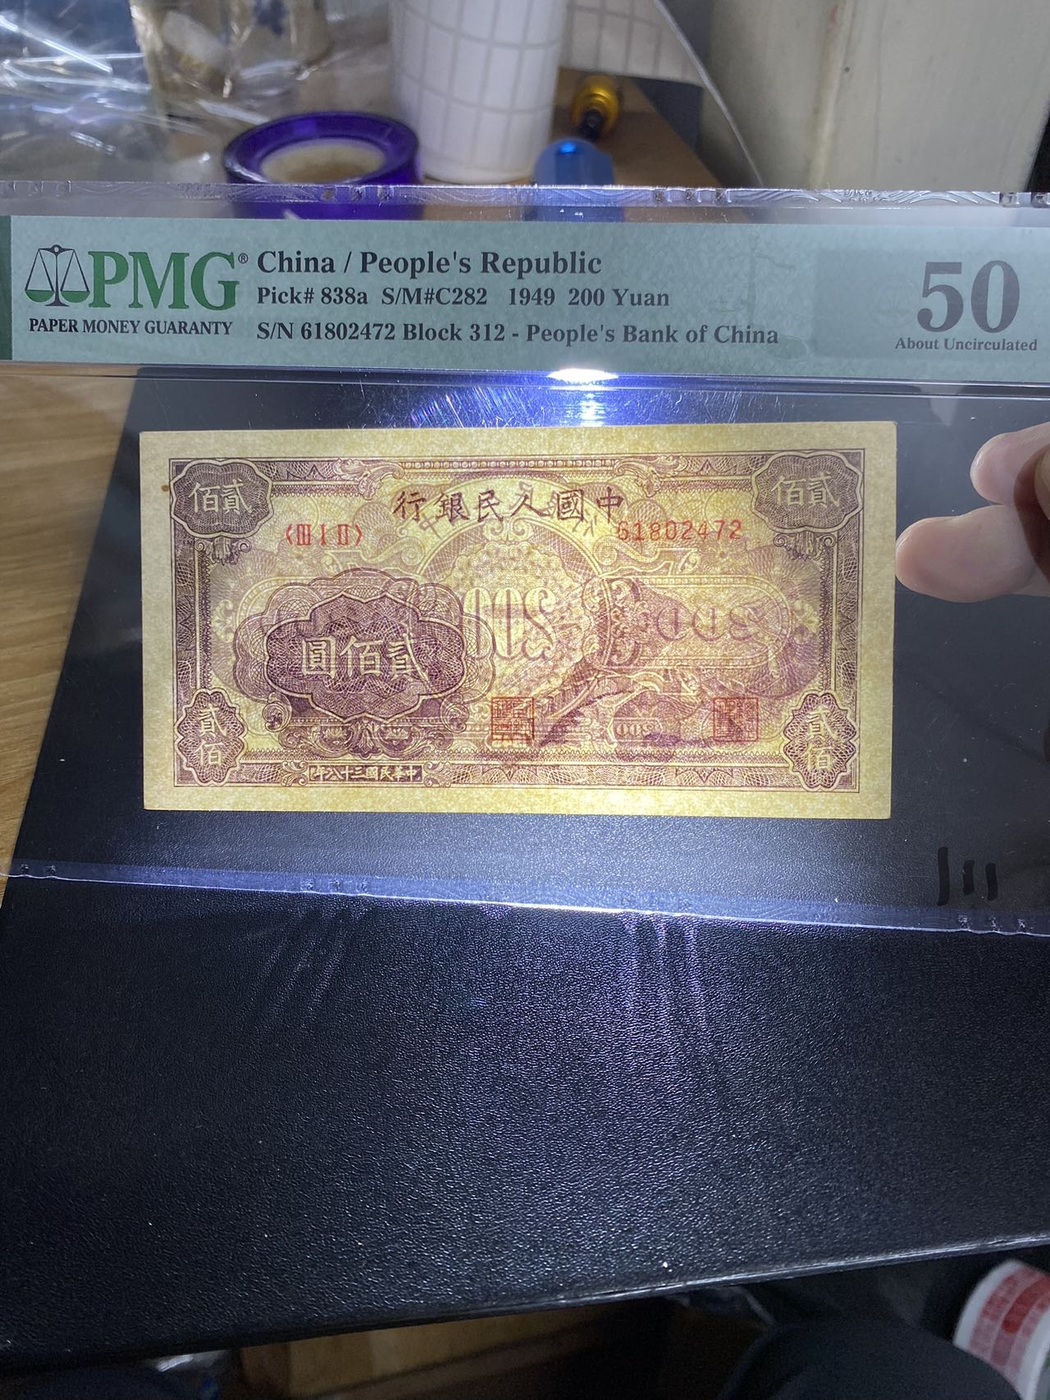 PMG®
PAPER MONEY GUARANTY
China / People's Republic
Pick# 838a S/M#C282 1949 200 Yuan
S/N 61802472 Block 312 - People's Bank of China
50
About Uncirculated
佰貳
行銀民人國中
佰貳
〈ⅢⅠⅡ〉
61802472
圓佰貳
200
200
貳佰
貳佰
年八十三國民華中